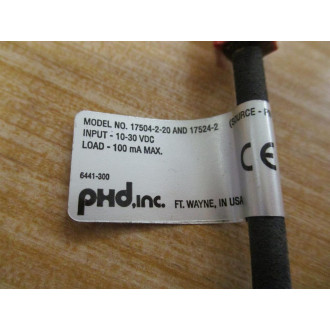 MODEL NO. 17504-2-20 AND 17524-2
INPUT - 10-30 VDC
LOAD - 100 mA MAX.
6441-300
PHD, INC.
FT. WAYNE, IN USA
(SOURCE -
CE